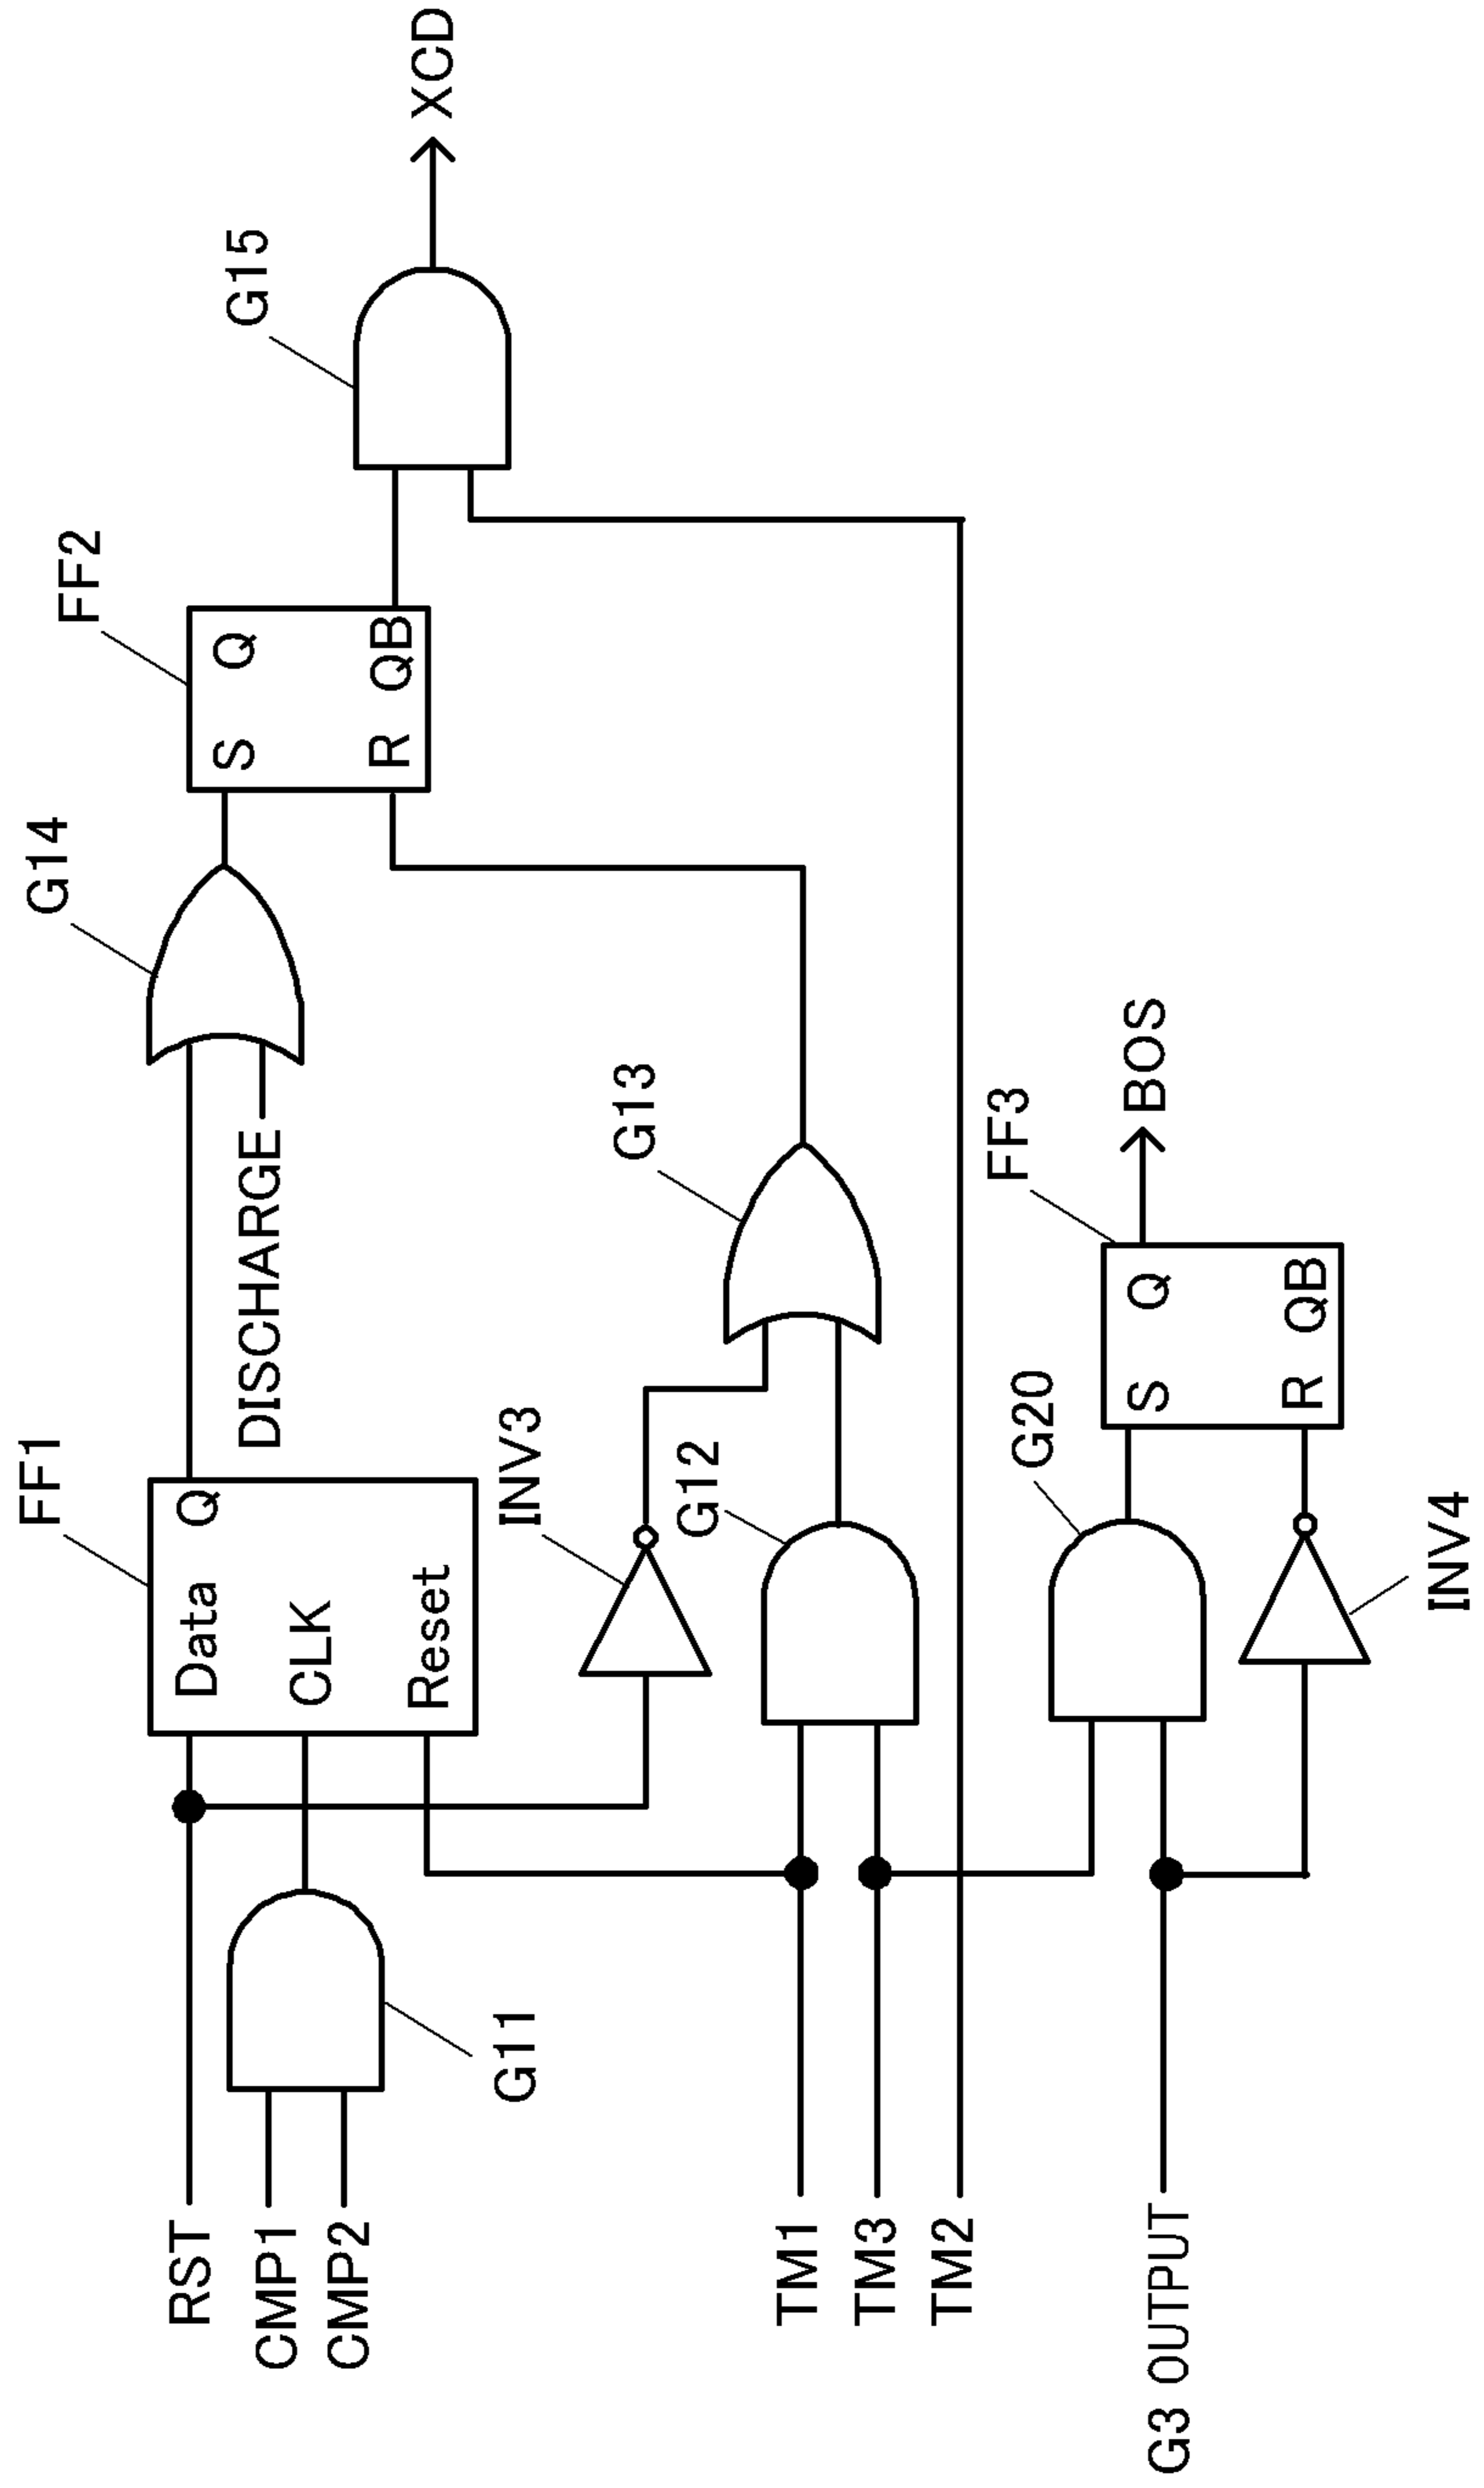 RST
CMP1
CMP2
G11
FF1
Data
CLK
Reset
Q
DISCHARGE
G14
FF2
S
Q
R
QB
G15
XCD
INV3
G12
G13
TM1
TM3
TM2
G3 OUTPUT
G20
INV4
FF3
S
Q
R
QB
BOS